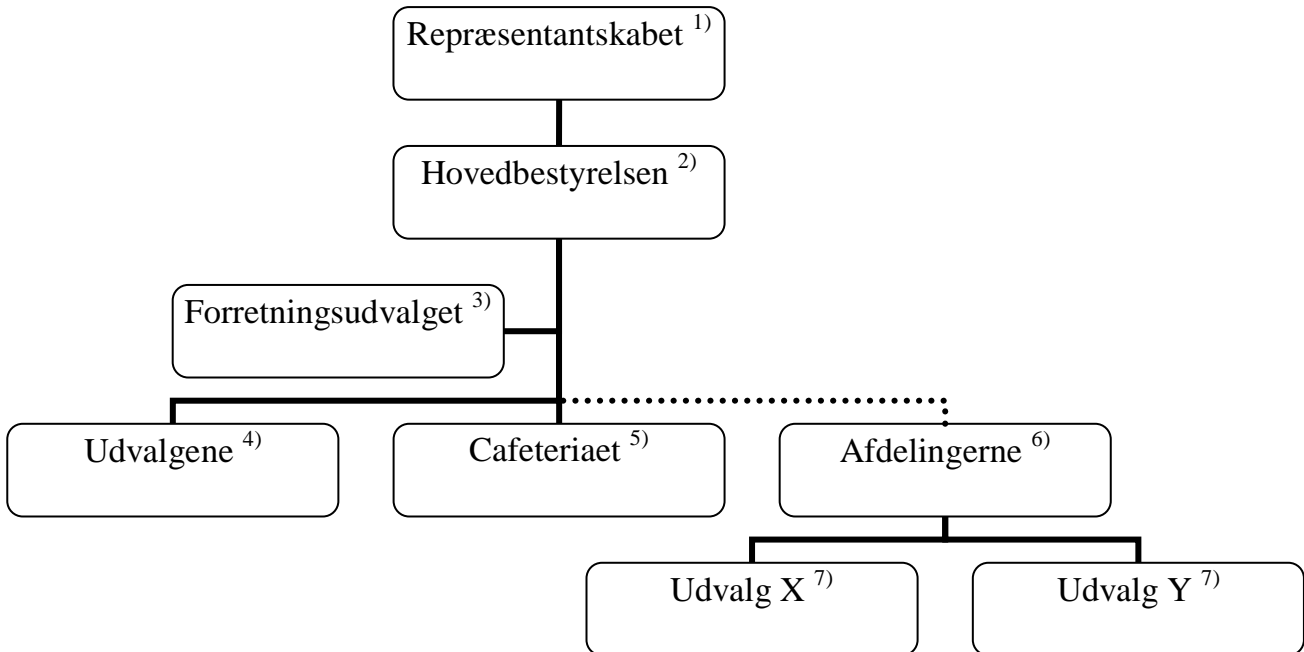 Repræsentantskabet 1)
Hovedbestyrelsen 2)
Forretningsudvalget 3)
Udvalgene 4)
Cafeteriaet 5)
Afdelingerne 6)
Udvalg X 7)
Udvalg Y 7)